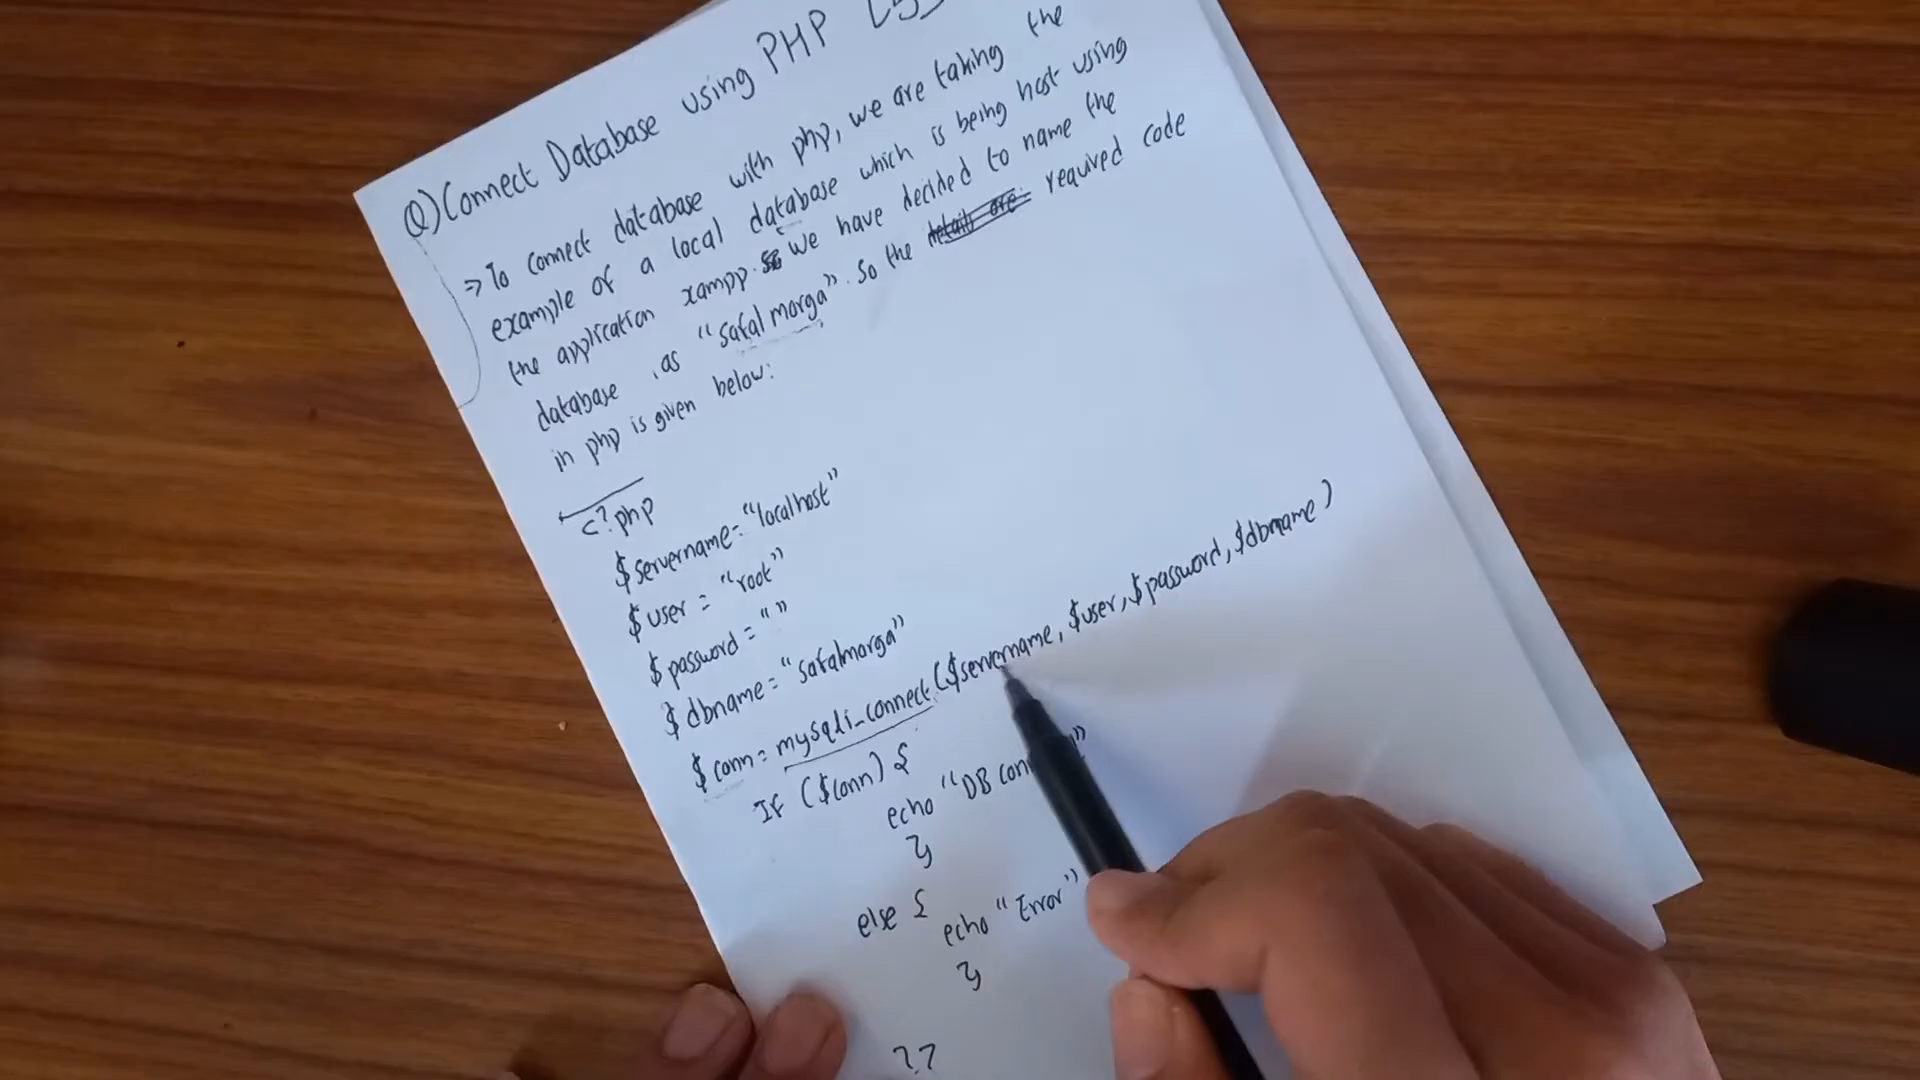 Q) Connect Database using PHP
⇒ To connect database with php, we are taking the
example of a local database which is being host using
the application xampp. We have decided to name the
database as "safal morga". So the required code
in php is given below:
<?php
$servername="localhost"
$user = "root"
$password = ""
$dbname = "safalmorga"
$conn = mysqli_connect($servername, $user, $password, $dbname)
If ($conn) {
echo "DB
}
else {
echo "Error"
}